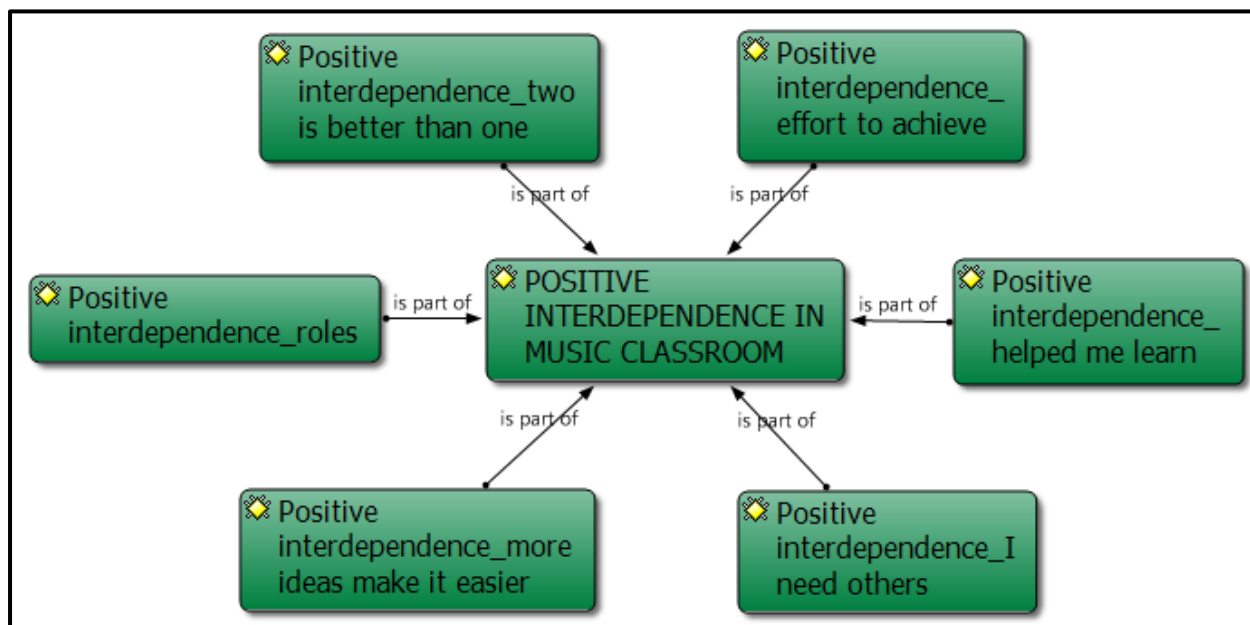 Positive
interdependence_two
is better than one
Positive
interdependence_
effort to achieve
is part of
is part of
Positive
interdependence_roles
is part of
POSITIVE
INTERDEPENDENCE IN
MUSIC CLASSROOM
is part of
Positive
interdependence_
helped me learn
is part of
is part of
Positive
interdependence_more
ideas make it easier
Positive
interdependence_I
need others